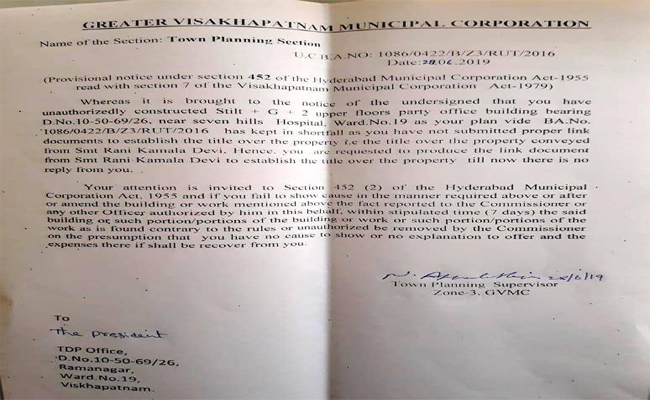 GREATER VISAKHAPATNAM MUNICIPAL CORPORATION
Name of the Section: Town Planning Section
U.C B.A.NO: 1086/0422/B/Z3/RUT/2016
Date: 28.06.2019
(Provisional notice under section 452 of the Hyderabad Municipal Corporation Act-1955
read with section 7 of the Visakhapatnam Municipal Corporation Act-1979)
Whereas it is brought to the notice of the undersigned that you have
unauthorizedly constructed Stilt + G + 2 upper floors party office building bearing
D.No.10-50-69/26, near seven hills Hospital, Ward.No.19 as your plan vide BA.No.
1086/0422/B/Z3/RUT/2016 has kept in shortfall as you have not submitted proper link
documents to establish the title over the property i.e the title over the property conveyed
from Smt Rani Kamala Devi. Hence. you are requested to produce the link document
from Smt Rani Kamala Devi to establish the title over the property till now there is no
reply from you.
Your attention is invited to Section 452 (2) of the Hyderabad Municipal
Corporation Act, 1955 and if you fail to show cause in the manner required above or after
or amend the building or work mentioned above the fact reported the Commissioner or
any other Officer authorized by him in this behalf, within stipulated time (7 days) the said
building or such portion/portions of the building or work or such portion/portions of the
work as is found contrary to the rules or unauthorized be removed by the Commissioner
on the presumption that you have no cause to show or no explanation to offer and the
expenses there if shall be recover from you.
28/6/19
Town Planning Supervisor
Zone-3, GVMC
To
The president
TDP Office,
D.No.10-50-69/26,
Ramanagar,
Ward.No.19,
Viskhapatnam.